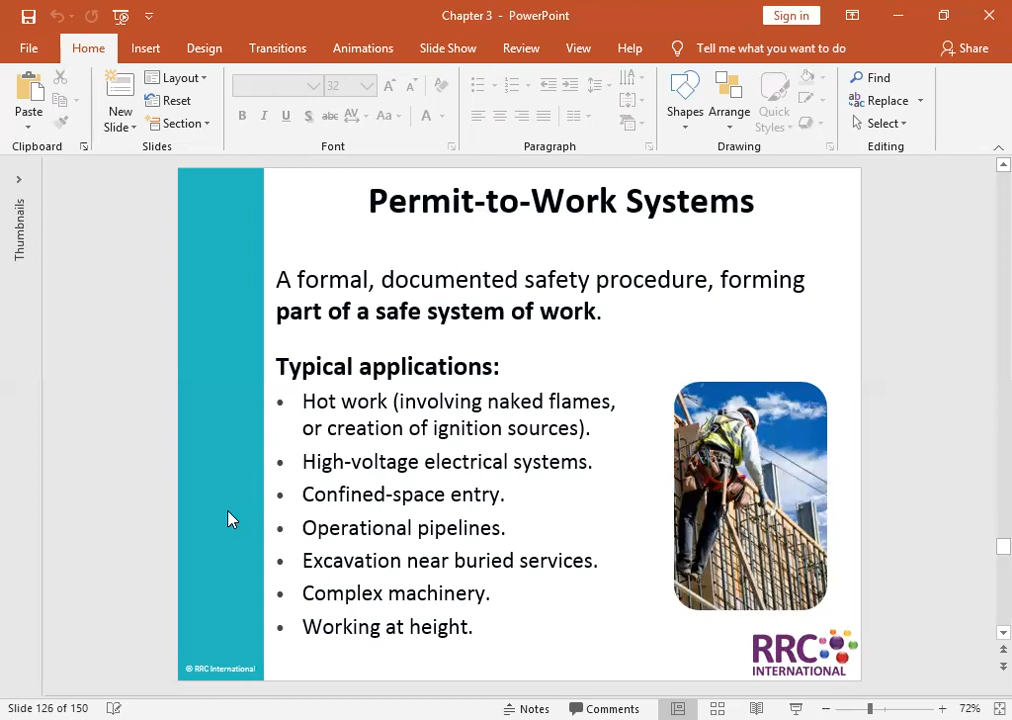 Chapter 3 - PowerPoint
Sign in
File Home Insert Design Transitions Animations Slide Show Review View Help Tell me what you want to do Share
Paste
Clipboard
New Slide
Layout
Reset
Section
Slides
32
B I U S abc AV Aa A
Font
Paragraph
Shapes
Arrange
Quick Styles
Drawing
Find
Replace
Select
Editing
Thumbnails
Permit-to-Work Systems
A formal, documented safety procedure, forming
part of a safe system of work.
Typical applications:
• Hot work (involving naked flames,
or creation of ignition sources).
• High-voltage electrical systems.
• Confined-space entry.
• Operational pipelines.
• Excavation near buried services.
• Complex machinery.
• Working at height.
© RRC International
RRC
INTERNATIONAL
Slide 126 of 150
Notes
Comments
72%